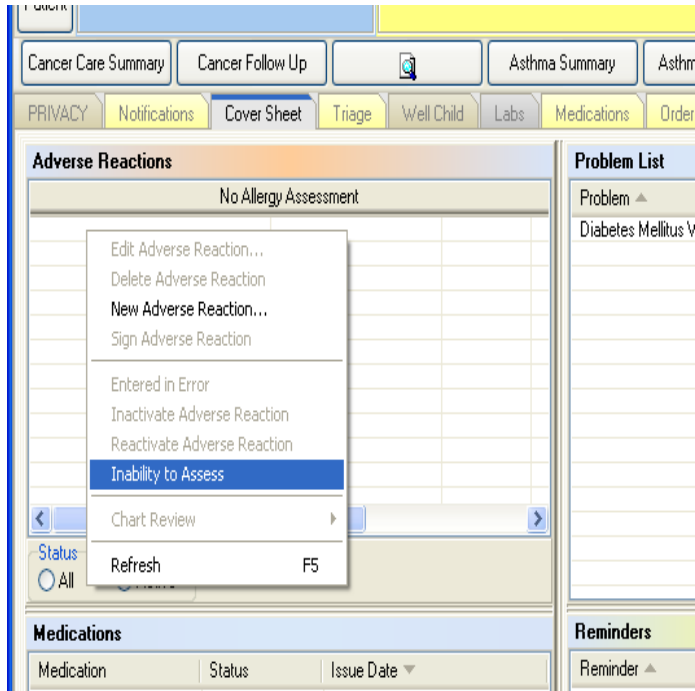 Patient
Cancer Care Summary Cancer Follow Up Asthma Summary Asthm
PRIVACY Notifications Cover Sheet Triage Well Child Labs Medications Order
Adverse Reactions
No Allergy Assessment
Edit Adverse Reaction...
Delete Adverse Reaction
New Adverse Reaction...
Sign Adverse Reaction
Entered in Error
Inactivate Adverse Reaction
Reactivate Adverse Reaction
Inability to Assess
Chart Review
Refresh F5
Status
All
Problem List
Problem
Diabetes Mellitus V
Medications
Medication Status Issue Date
Reminders
Reminder